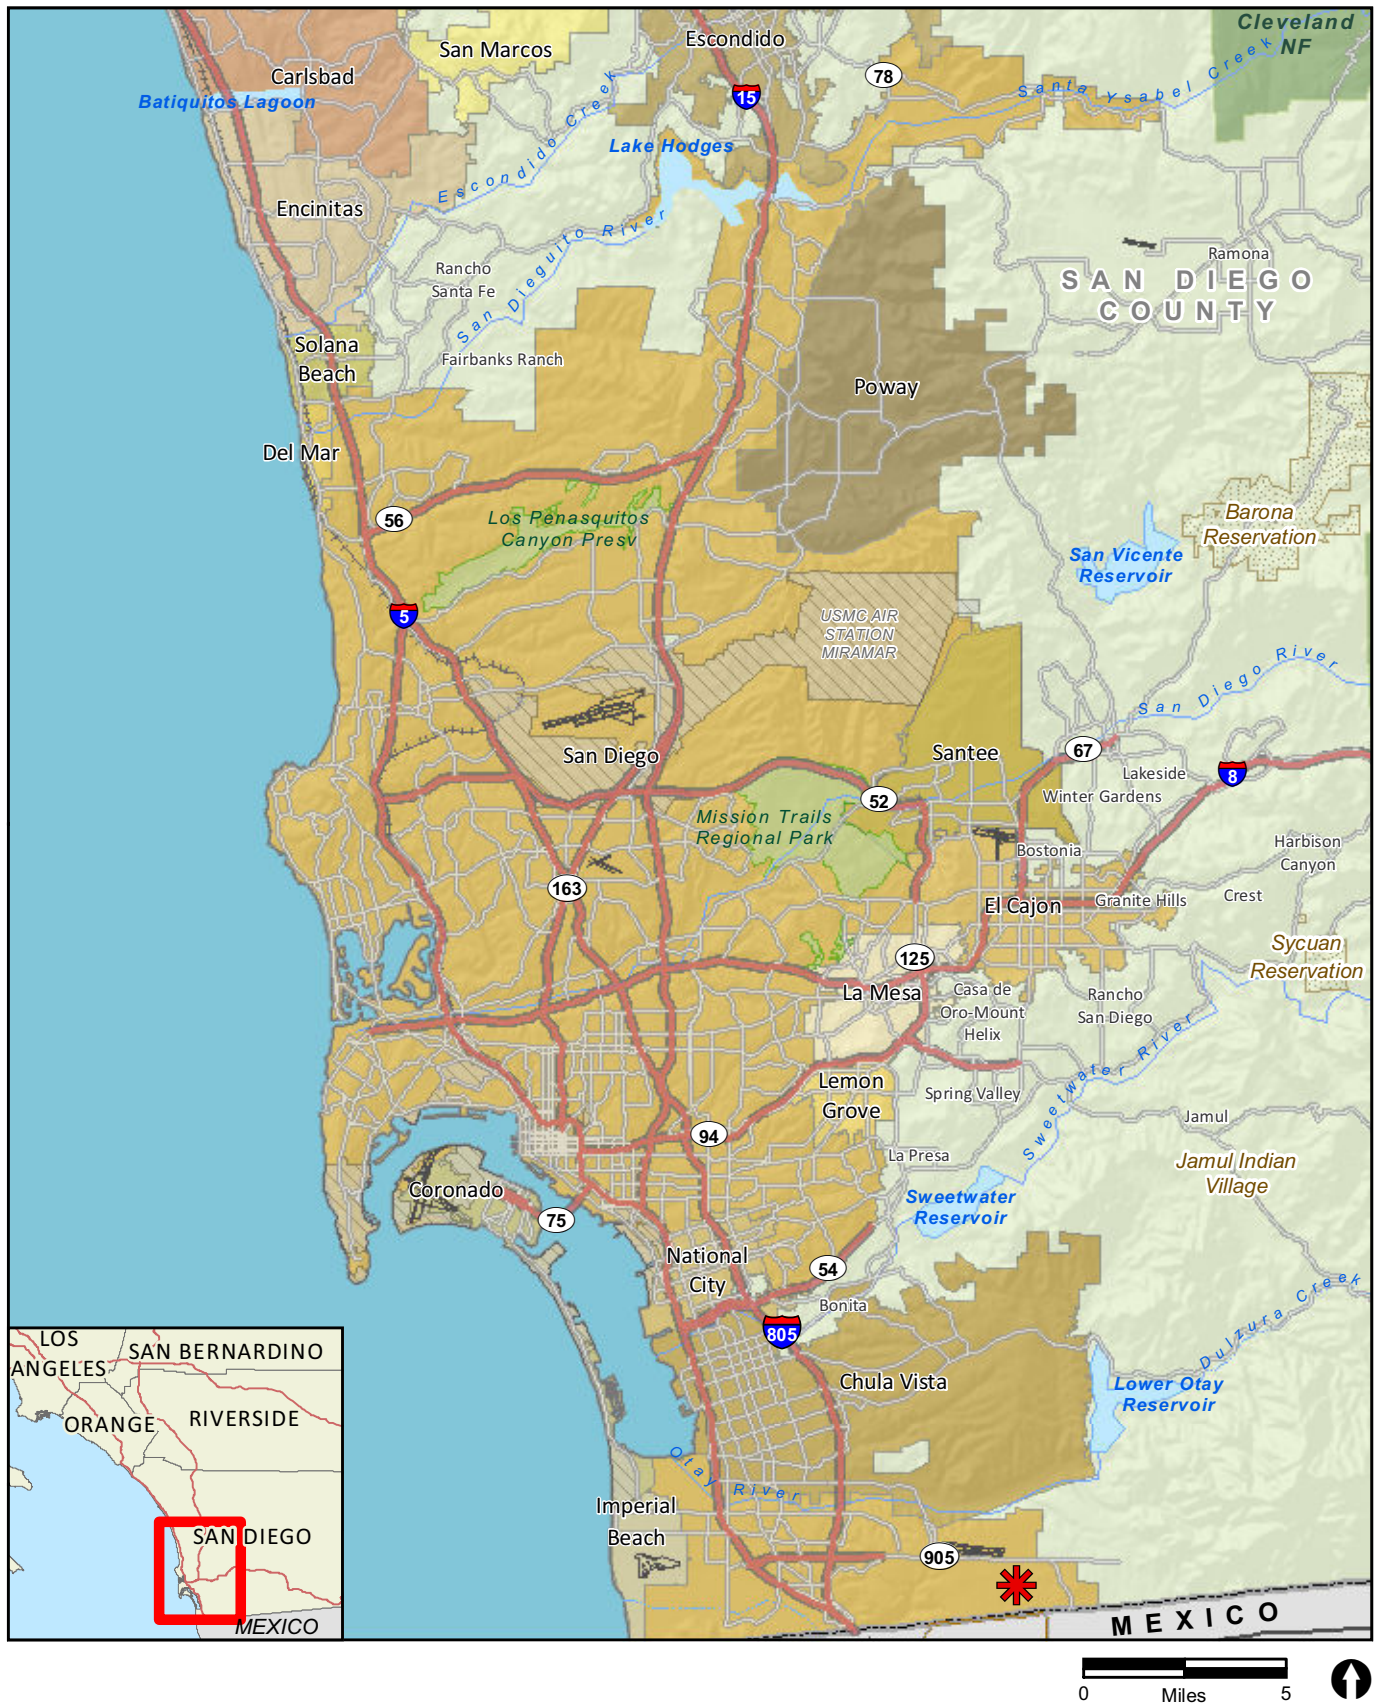 Cleveland
NF
Escondido
San Marcos
Carlsbad
78
15
Batiquitos Lagoon
Santa Ysabel Creek
Escondido Creek
Lake Hodges
Encinitas
San Dieguito River
Rancho
Santa Fe
Ramona
SAN DIEGO
COUNTY
Solana
Beach
Fairbanks Ranch
Poway
Del Mar
56
Los Penasquitos
Canyon Presv
Barona
Reservation
San Vicente
Reservoir
5
USMC AIR
STATION
MIRAMAR
San Diego River
San Diego
Santee
67
Lakeside
8
Winter Gardens
52
Mission Trails
Regional Park
Bostonia
Harbison
Canyon
163
El Cajon
Granite Hills
Crest
125
Sycuan
Reservation
La Mesa
Casa de
Oro-Mount
Helix
Rancho
San Diego
Sweetwater River
Lemon
Grove
Spring Valley
Jamul
94
La Presa
Jamul Indian
Village
Coronado
75
Sweetwater
Reservoir
National
City
54
Bonita
805
Dulzura Creek
Chula Vista
Lower Otay
Reservoir
Otay River
Imperial
Beach
905
MEXICO
LOS
ANGELES
SAN BERNARDINO
ORANGE
RIVERSIDE
SAN DIEGO
MEXICO
0 Miles 5